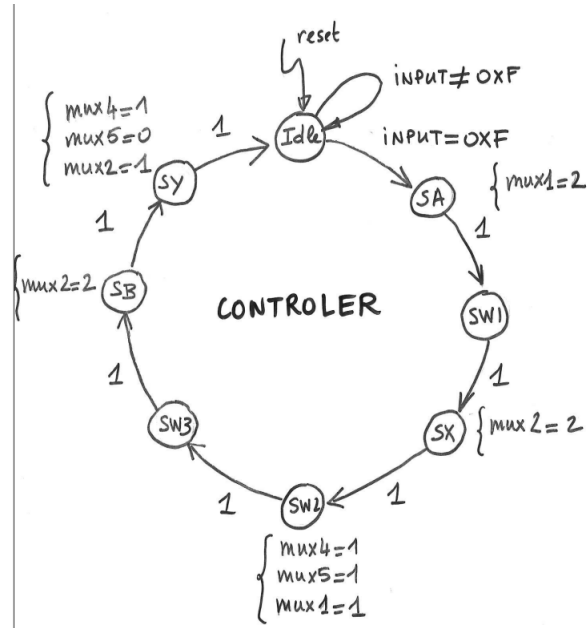 reset
INPUT≠0XF
Idle
INPUT=0XF
mux4=1
mux5=0
mux2=1
1
SY
SA
mux1=2
1
1
mux2=2
SB
CONTROLER
SW1
1
1
SW3
SX
mux2=2
1
1
SW2
mux4=1
mux5=1
mux1=1